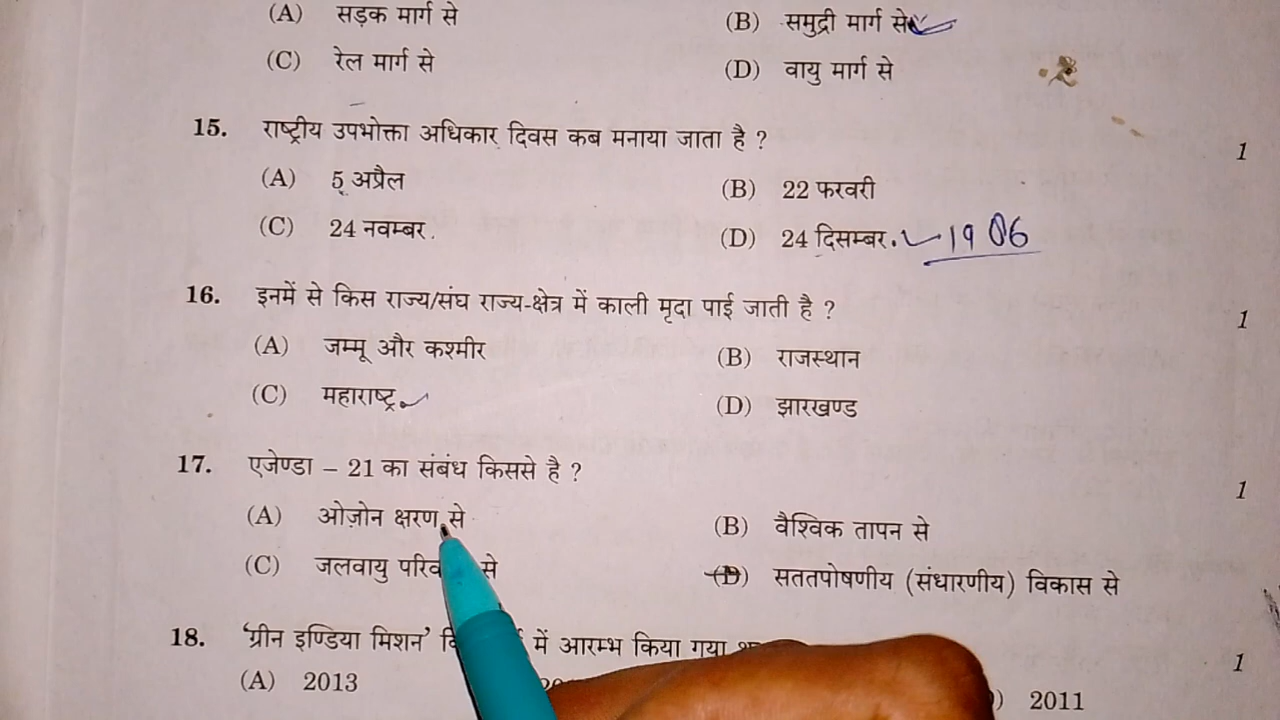 (A) सड़क मार्ग से (B) समुद्री मार्ग से
(C) रेल मार्ग से (D) वायु मार्ग से
15. राष्ट्रीय उपभोक्ता अधिकार दिवस कब मनाया जाता है ? 1
(A) 5 अप्रैल (B) 22 फरवरी
(C) 24 नवम्बर (D) 24 दिसम्बर 1906
16. इनमें से किस राज्य/संघ राज्य-क्षेत्र में काली मृदा पाई जाती है ? 1
(A) जम्मू और कश्मीर (B) राजस्थान
(C) महाराष्ट्र (D) झारखण्ड
17. एजेण्डा – 21 का संबंध किससे है ? 1
(A) ओज़ोन क्षरण से (B) वैश्विक तापन से
(C) जलवायु से (D) सततपोषणीय (संधारणीय) विकास से
18. 'ग्रीन इण्डिया मिशन' में आरम्भ किया गया 1
(A) 2013 2011